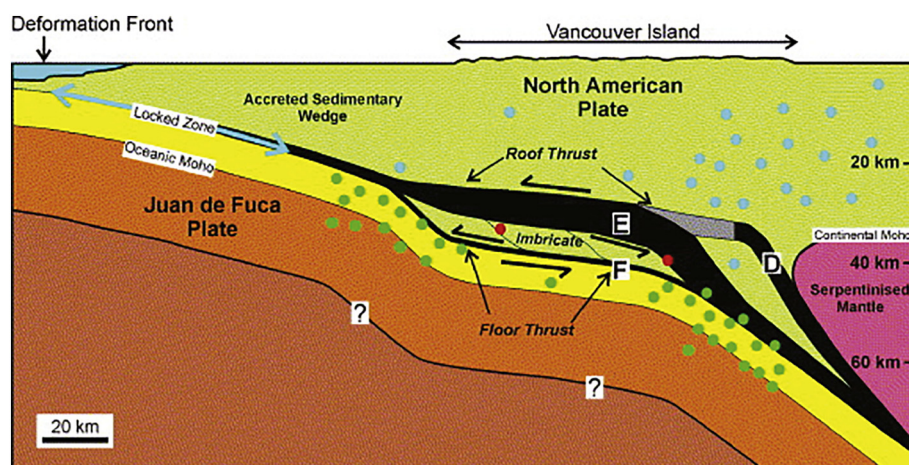 Deformation Front
Vancouver Island
North American
Plate
Accreted Sedimentary
Wedge
Locked Zone
Oceanic Moho
Roof Thrust
20 km
Juan de Fuca
Plate
E
Imbricate
F
D
Continental Moho
40 km
Serpentinised
Mantle
Floor Thrust
?
?
60 km
20 km